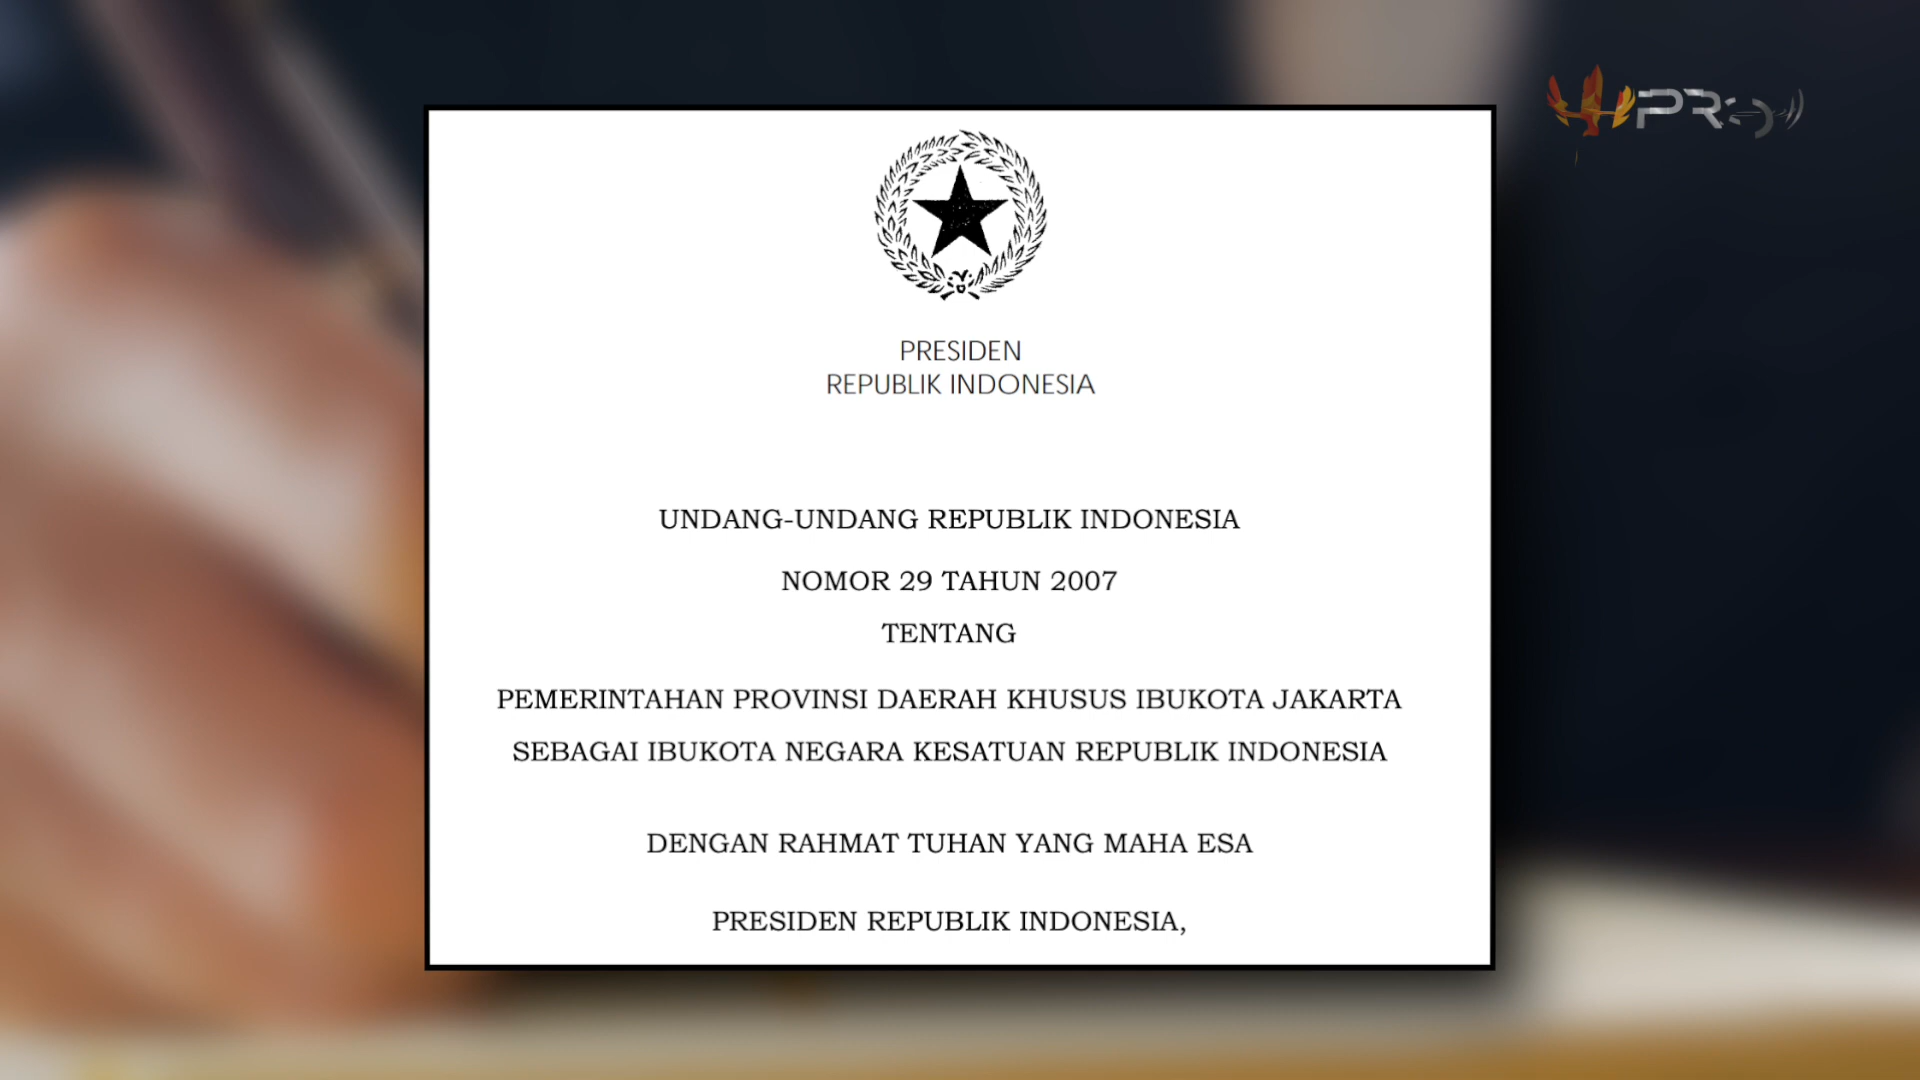 PRO
PRESIDEN
REPUBLIK INDONESIA
UNDANG-UNDANG REPUBLIK INDONESIA
NOMOR 29 TAHUN 2007
TENTANG
PEMERINTAHAN PROVINSI DAERAH KHUSUS IBUKOTA JAKARTA
SEBAGAI IBUKOTA NEGARA KESATUAN REPUBLIK INDONESIA
DENGAN RAHMAT TUHAN YANG MAHA ESA
PRESIDEN REPUBLIK INDONESIA,